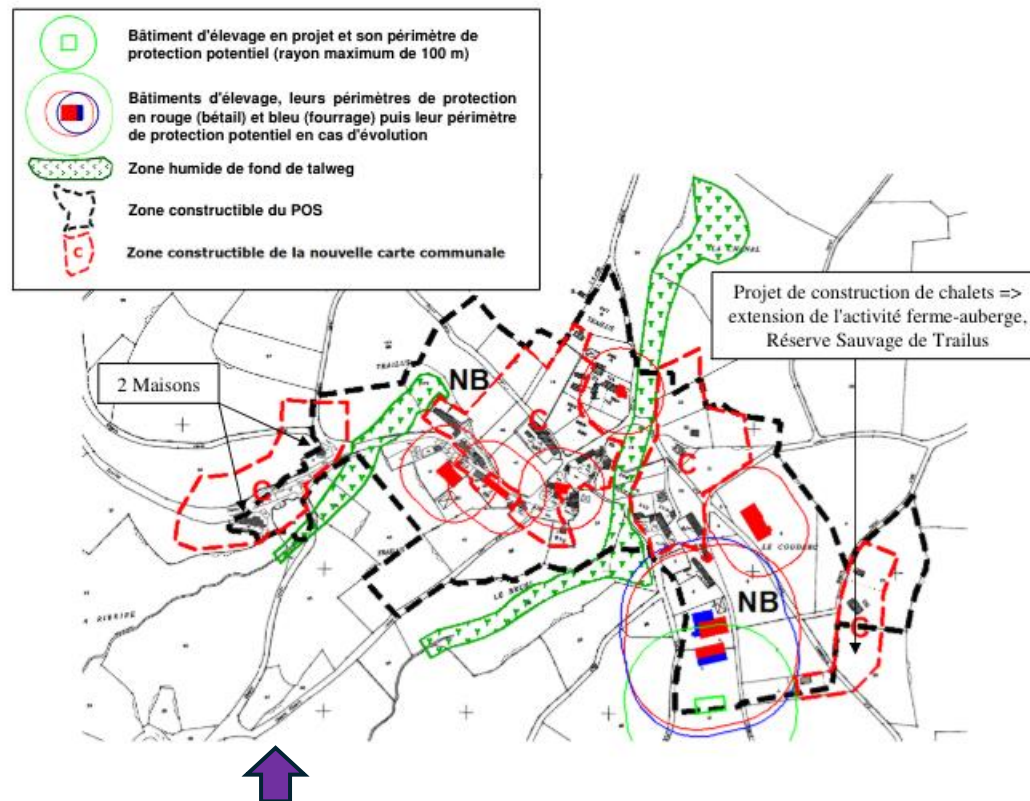 Bâtiment d'élevage en projet et son périmètre de
protection potentiel (rayon maximum de 100 m)
Bâtiments d'élevage, leurs périmètres de protection
en rouge (bétail) et bleu (fourrage) puis leur périmètre
de protection potentiel en cas d'évolution
Zone humide de fond de talweg
Zone constructible du POS
C
Zone constructible de la nouvelle carte communale
Projet de construction de chalets =>
extension de l'activité ferme-auberge,
Réserve Sauvage de Trailus
2 Maisons
TRAILUS
TRAILUS
NB
C
C
C
LE COUDERC
NB
C